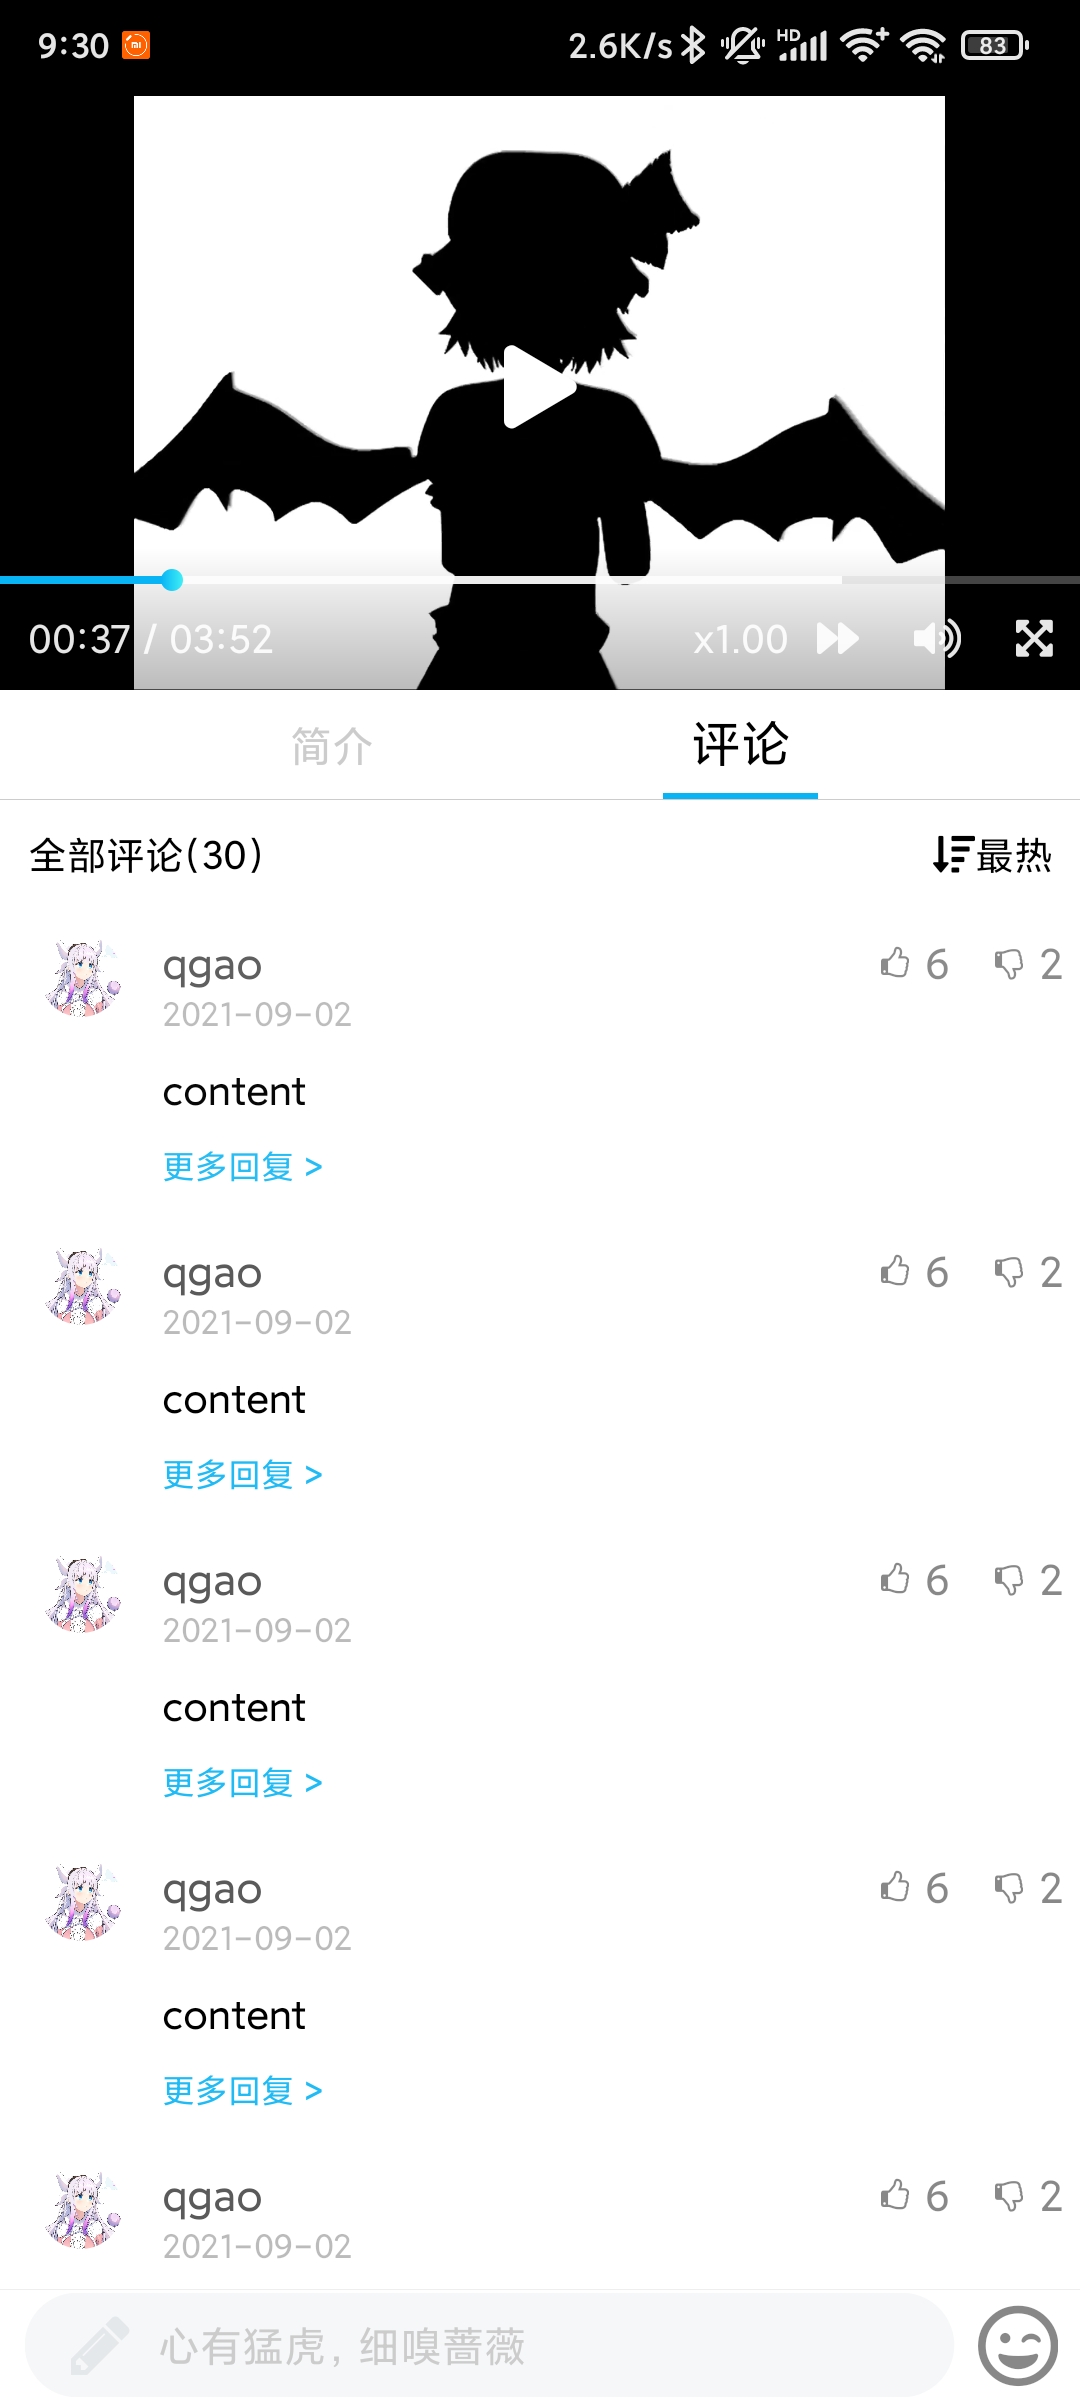 9:30 2.6K/s HD 83
00:37 / 03:52 x1.00
简介 评论
全部评论(30) 最热
qgao 6 2
2021-09-02
content
更多回复 >
qgao 6 2
2021-09-02
content
更多回复 >
qgao 6 2
2021-09-02
content
更多回复 >
qgao 6 2
2021-09-02
content
更多回复 >
qgao 6 2
2021-09-02
心有猛虎, 细嗅蔷薇